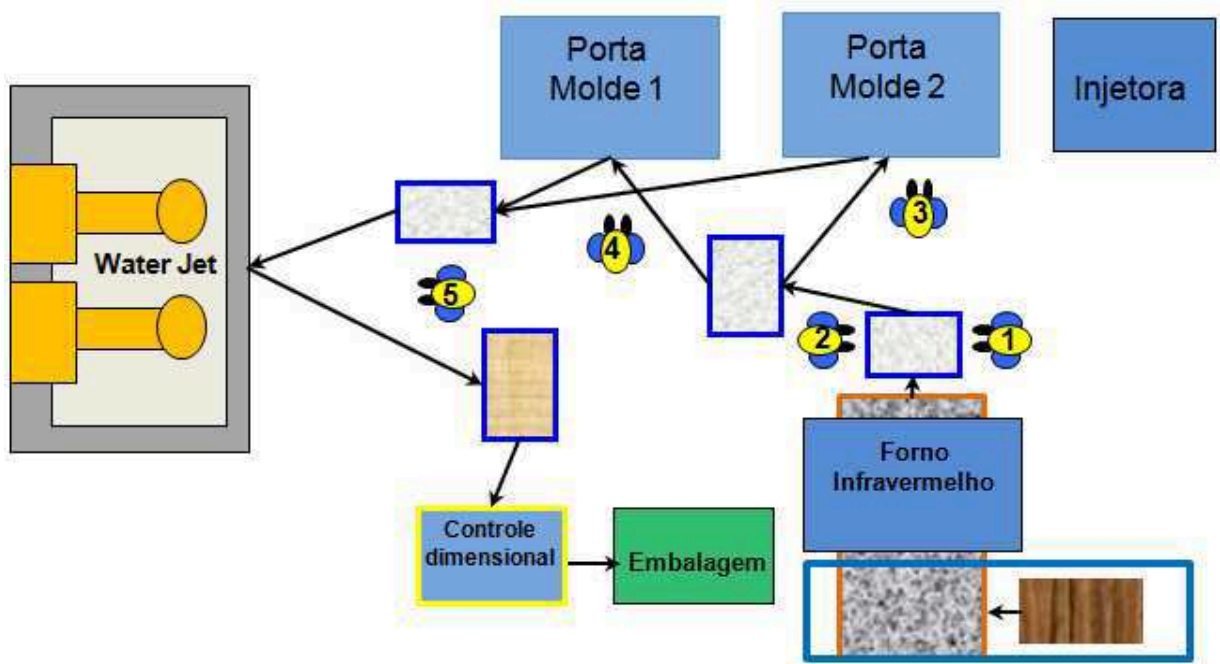 Porta
Molde 1
Porta
Molde 2
Injetora
Water Jet
3
4
5
2
1
Forno
Infravermelho
Controle
dimensional
Embalagem